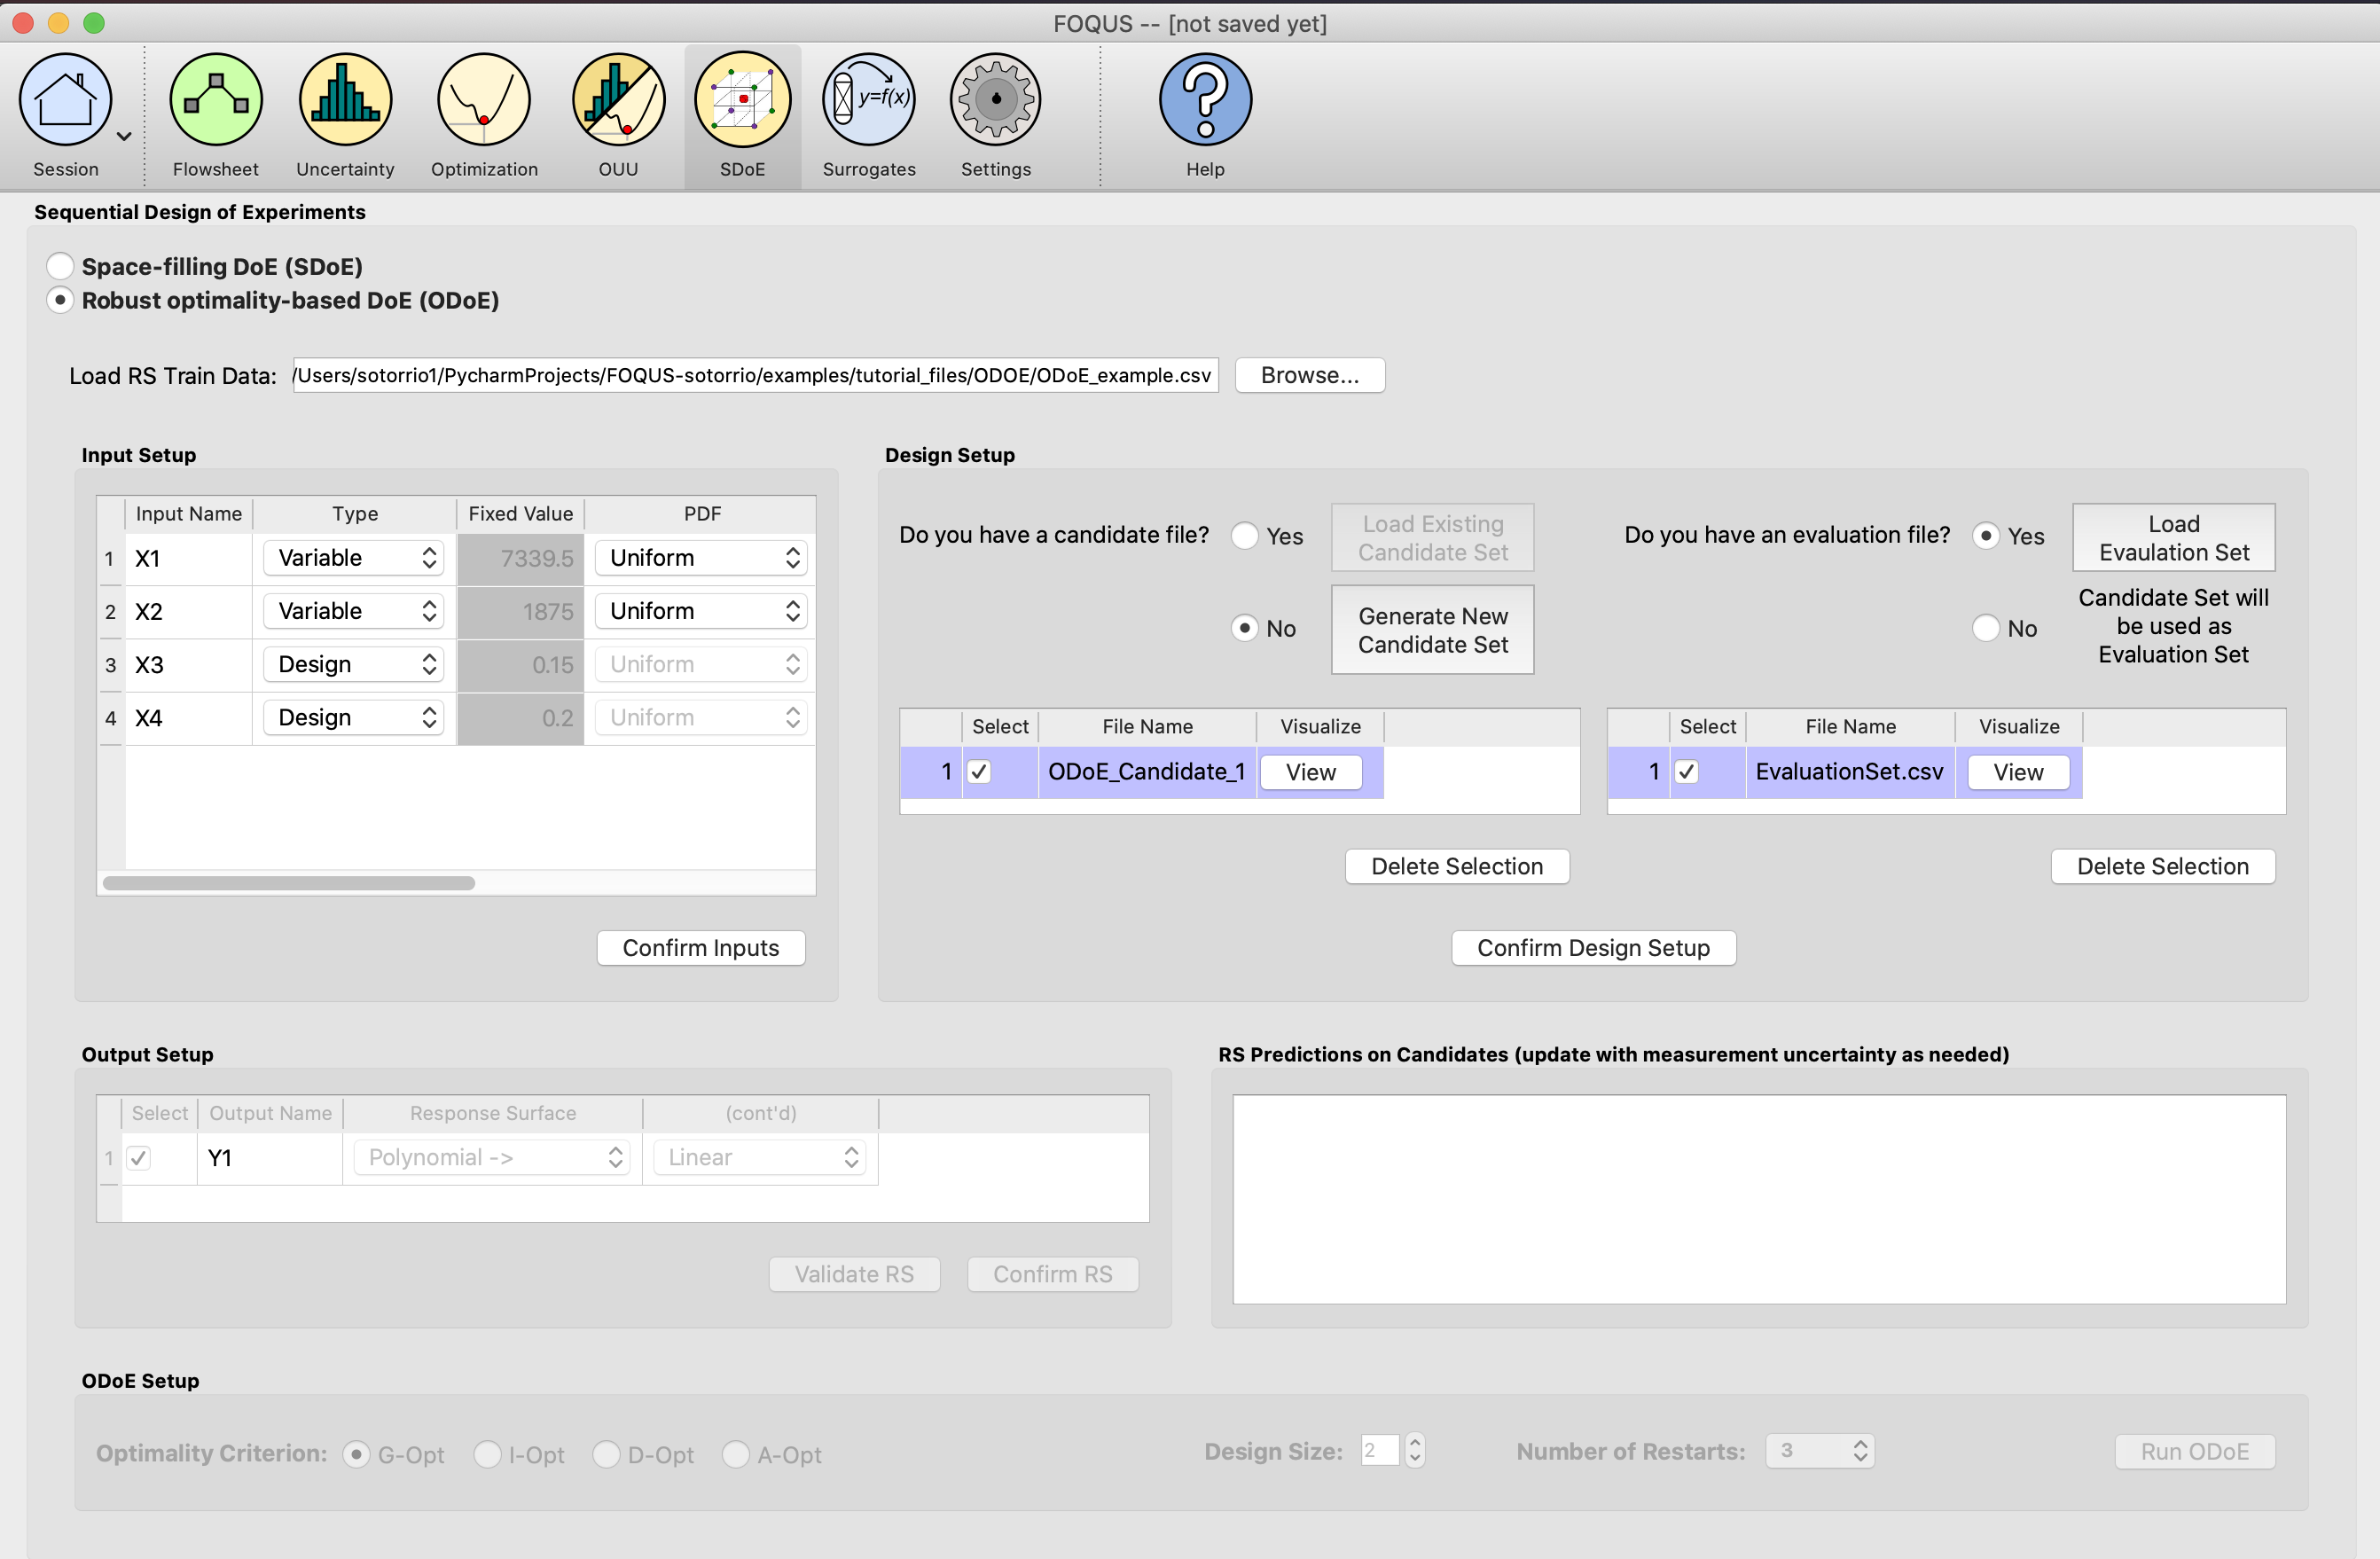 FOQUS -- [not saved yet]
Session
Flowsheet
Uncertainty
Optimization
OUU
SDoE
y=f(x)
Surrogates
Settings
Help
Sequential Design of Experiments
Space-filling DoE (SDoE)
Robust optimality-based DoE (ODoE)
Load RS Train Data: /Users/sotorrio1/PycharmProjects/FOQUS-sotorrio/examples/tutorial_files/ODOE/ODoE_example.csv Browse...
Input Setup
Input Name Type Fixed Value PDF
1 X1 Variable 7339.5 Uniform
2 X2 Variable 1875 Uniform
3 X3 Design 0.15 Uniform
4 X4 Design 0.2 Uniform
Confirm Inputs
Design Setup
Do you have a candidate file? Yes
Load Existing
Candidate Set
No
Generate New
Candidate Set
Do you have an evaluation file? Yes
Load
Evaulation Set
No
Candidate Set will
be used as
Evaluation Set
Select File Name Visualize
1 ODoE_Candidate_1 View
Delete Selection
Select File Name Visualize
1 EvaluationSet.csv View
Delete Selection
Confirm Design Setup
Output Setup
Select Output Name Response Surface (cont'd)
1 Y1 Polynomial -> Linear
Validate RS Confirm RS
RS Predictions on Candidates (update with measurement uncertainty as needed)
ODoE Setup
Optimality Criterion: G-Opt I-Opt D-Opt A-Opt Design Size: 2 Number of Restarts: 3 Run ODoE